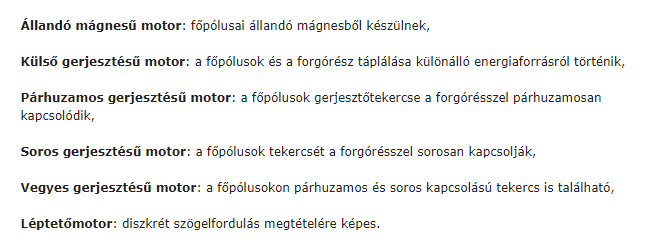 Állandó mágnesű motor: főpólusai állandó mágnesből készülnek,
Külső gerjesztésű motor: a főpólusok és a forgórész táplálása különálló energiaforrásról történik,
Párhuzamos gerjesztésű motor: a főpólusok gerjesztőtekercse a forgórésszel párhuzamosan
kapcsolódik,
Soros gerjesztésű motor: a főpólusok tekercsét a forgórésszel sorosan kapcsolják,
Vegyes gerjesztésű motor: a főpólusokon párhuzamos és soros kapcsolású tekercs is található,
Léptetőmotor: diszkrét szögelfordulás megtételére képes.